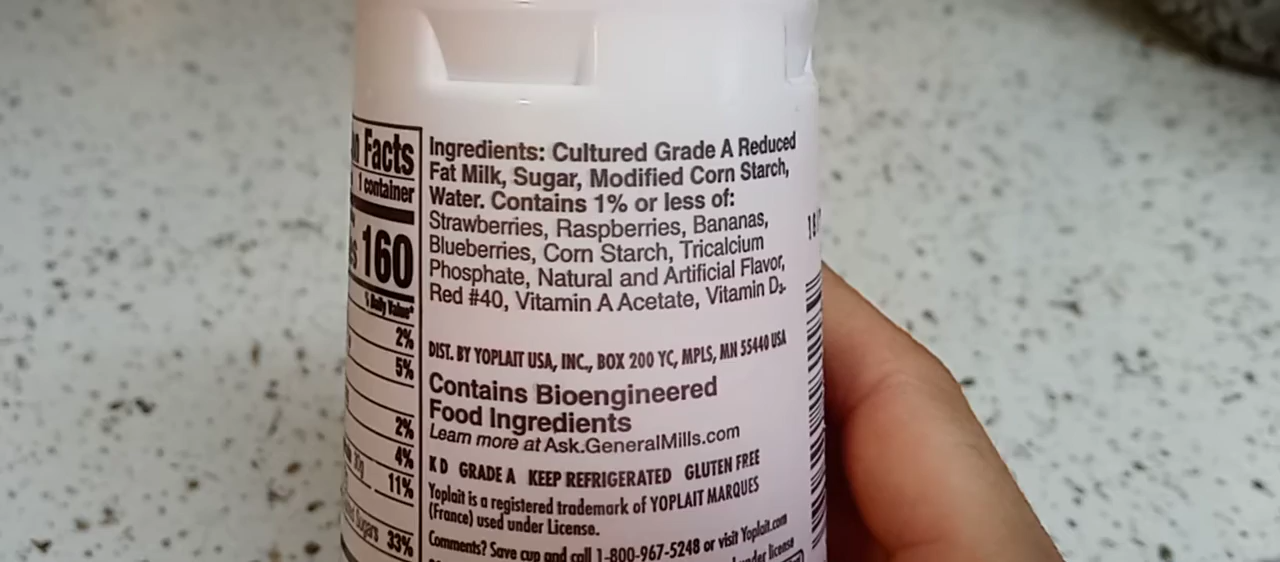 Facts
1 container
160
% Daily Value*
2%
5%
2%
4%
11%
Sugars 33%
Ingredients: Cultured Grade A Reduced
Fat Milk, Sugar, Modified Corn Starch,
Water. Contains 1% or less of:
Strawberries, Raspberries, Bananas,
Blueberries, Corn Starch, Tricalcium
Phosphate, Natural and Artificial Flavor,
Red #40, Vitamin A Acetate, Vitamin D₃.
DIST. BY YOPLAIT USA, INC., BOX 200 YC, MPLS, MN 55440 USA
Contains Bioengineered
Food Ingredients
Learn more at Ask.GeneralMills.com
K D GRADE A KEEP REFRIGERATED GLUTEN FREE
Yoplait is a registered trademark of YOPLAIT MARQUES
(France) used under License.
Comments? Save cup and call 1-800-967-5248 or visit Yoplait.com
under license